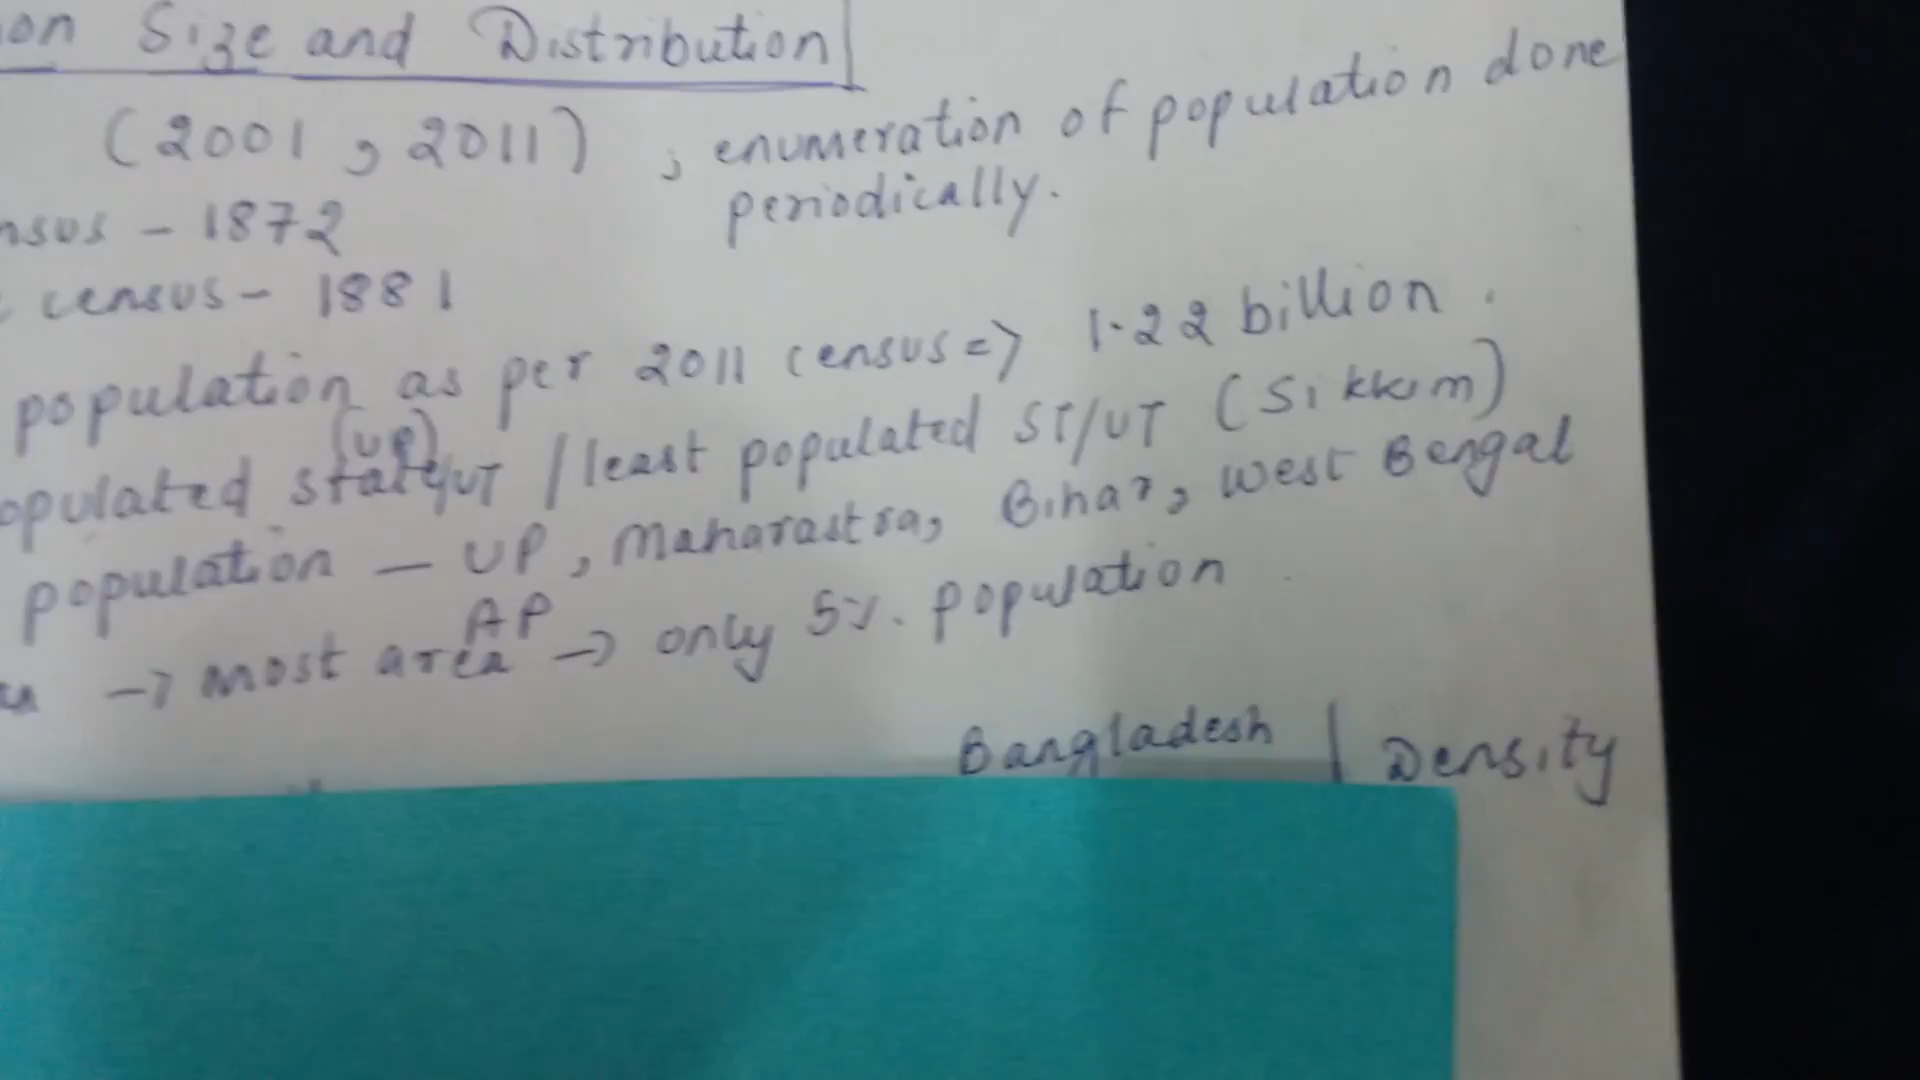 on Size and Distribution
(2001, 2011) , enumeration of population done
periodically.
nsus - 1872
census - 1881
population as per 2011 census => 1.22 billion.
(UP)
opulated state/UT / least populated ST/UT (Sikkim)
population - UP, Maharastra, Bihar, West Bengal
AP
-> most area -> only 5%. population
Bangladesh | Density